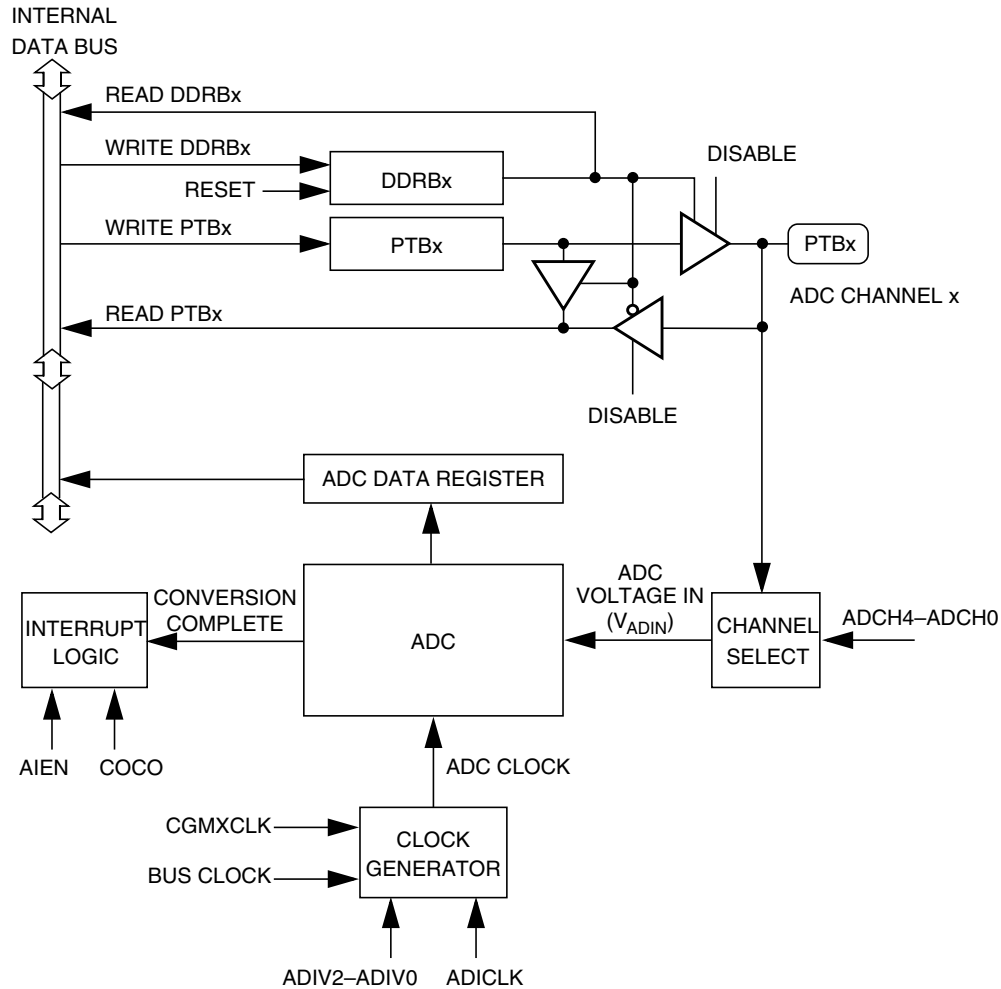 INTERNAL
DATA BUS
READ DDRBx
WRITE DDRBx
DISABLE
DDRBx
RESET
WRITE PTBx
PTBx
PTBx
ADC CHANNEL x
READ PTBx
DISABLE
ADC DATA REGISTER
ADC
VOLTAGE IN
(VADIN)
CONVERSION
COMPLETE
INTERRUPT
LOGIC
ADC
CHANNEL
SELECT
ADCH4–ADCH0
AIEN
COCO
ADC CLOCK
CGMXCLK
CLOCK
GENERATOR
BUS CLOCK
ADIV2–ADIV0
ADICLK